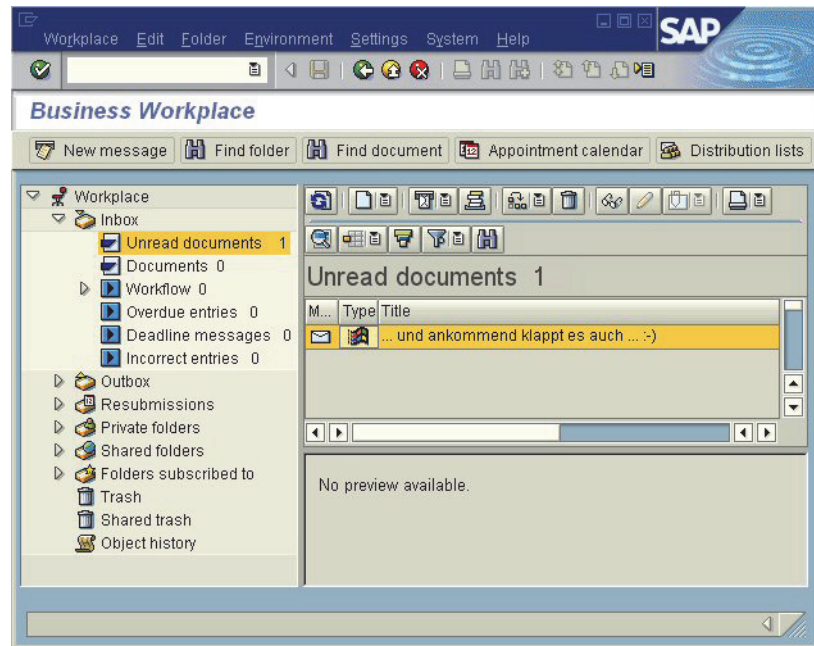 Workplace Edit Folder Environment Settings System Help
SAP
Business Workplace
New message Find folder Find document Appointment calendar Distribution lists
Workplace
Inbox
Unread documents 1
Documents 0
Workflow 0
Overdue entries 0
Deadline messages 0
Incorrect entries 0
Outbox
Resubmissions
Private folders
Shared folders
Folders subscribed to
Trash
Shared trash
Object history
Unread documents 1
M... Type Title
... und ankommend klappt es auch ... :-)
No preview available.